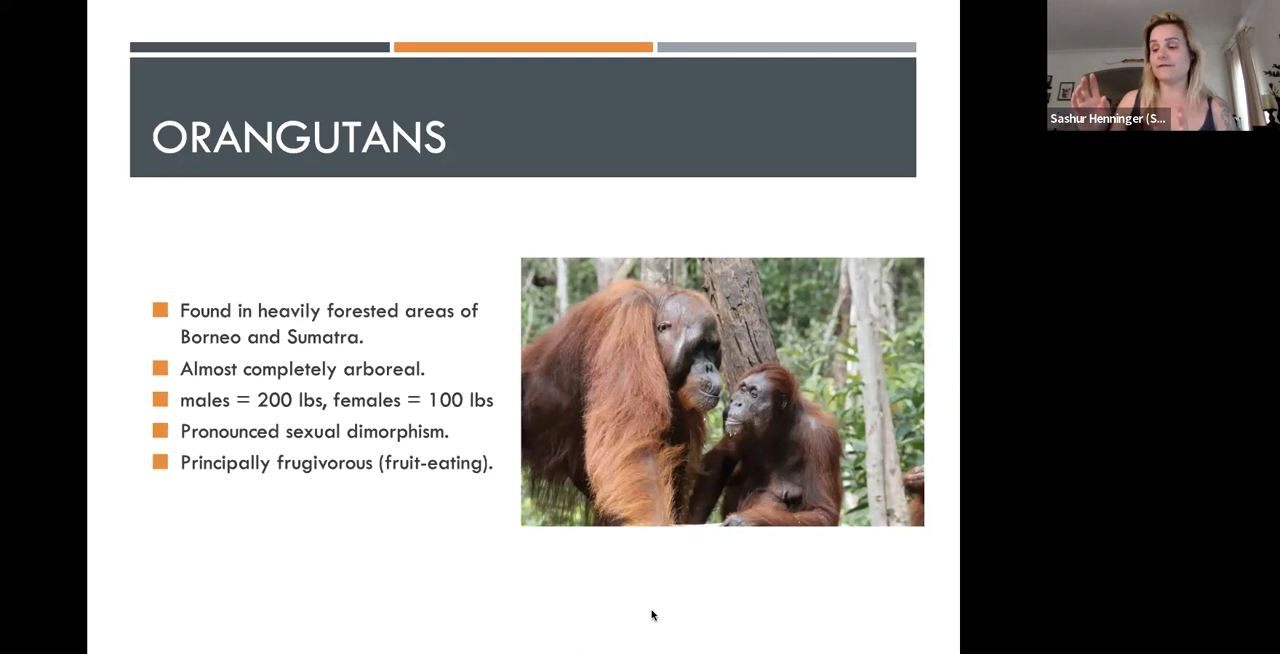 ORANGUTANS
Found in heavily forested areas of
Borneo and Sumatra.
Almost completely arboreal.
males = 200 lbs, females = 100 lbs
Pronounced sexual dimorphism.
Principally frugivorous (fruit-eating).
Sashur Henninger (S...